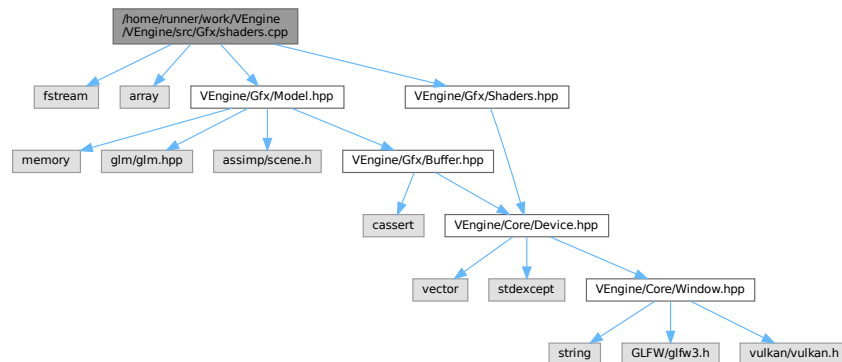 /home/runner/work/VEngine
/VEngine/src/Gfx/shaders.cpp
fstream
array
VEngine/Gfx/Model.hpp
VEngine/Gfx/Shaders.hpp
memory
glm/glm.hpp
assimp/scene.h
VEngine/Gfx/Buffer.hpp
cassert
VEngine/Core/Device.hpp
vector
stdexcept
VEngine/Core/Window.hpp
string
GLFW/glfw3.h
vulkan/vulkan.h